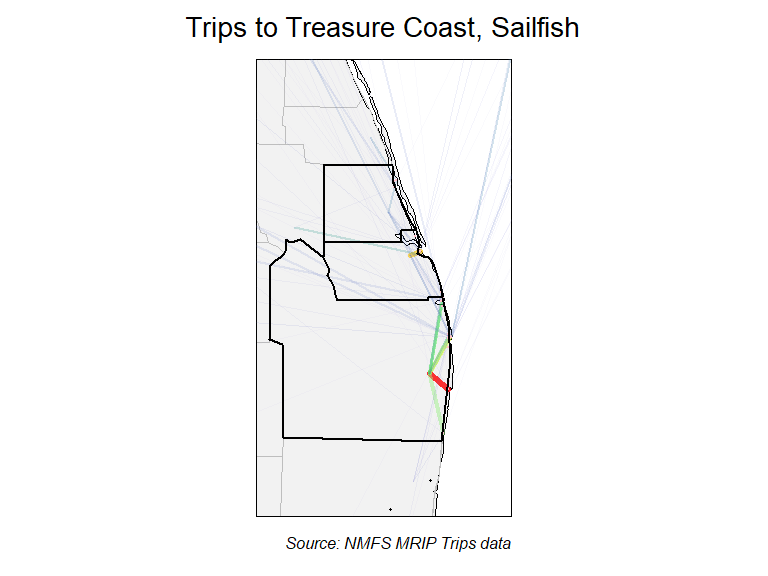 Trips to Treasure Coast, Sailfish
Source: NMFS MRIP Trips data